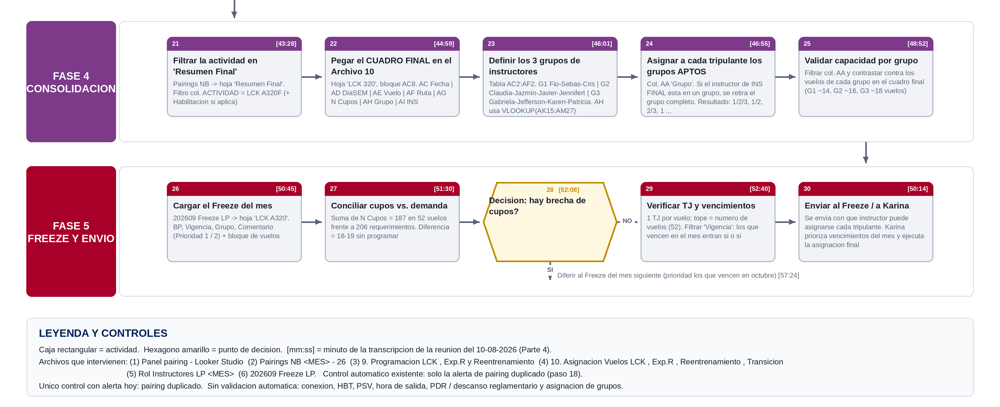 FASE 4
CONSOLIDACION
21 [43:28]
Filtrar la actividad en
'Resumen Final'
Pairings NB -> hoja 'Resumen Final'.
Filtro col. ACTIVIDAD = LCK A320F (+
Habilitacion si aplica)
22 [44:59]
Pegar el CUADRO FINAL en el
Archivo 10
Hoja 'LCK 320', bloque AC8. AC Fecha |
AD DiaSEM | AE Vuelo | AF Ruta | AG
N Cupos | AH Grupo | AI INS
23 [46:01]
Definir los 3 grupos de
instructores
Tabla AC2:AF2. G1 Fio-Sebas-Cris | G2
Claudia-Jazmin-Javier-Jennifert | G3
Gabriela-Jefferson-Karen-Patricia. AH
usa VLOOKUP(AK15:AM27)
24 [46:55]
Asignar a cada tripulante los
grupos APTOS
Col. AA 'Grupo'. Si el instructor de INS
FINAL esta en un grupo, se retira el
grupo completo. Resultado: 1/2/3, 1/2,
2/3, 1 ...
25 [48:52]
Validar capacidad por grupo
Filtrar col. AA y contrastar contra los
vuelos de cada grupo en el cuadro final
(G1 ~14, G2 ~16, G3 ~18 vuelos)
FASE 5
FREEZE Y ENVIO
26 [50:45]
Cargar el Freeze del mes
202609 Freeze LP -> hoja 'LCK A320'.
BP, Vigencia, Grupo, Comentario
(Prioridad 1 / 2) + bloque de vuelos
27 [51:30]
Conciliar cupos vs. demanda
Suma de N Cupos = 187 en 52 vuelos
frente a 206 requerimientos. Diferencia
= 18-19 sin programar
28 [52:08]
Decision: hay brecha de
cupos?
NO
SI
Diferir al Freeze del mes siguiente (prioridad los que vencen en octubre) [57:24]
29 [52:40]
Verificar TJ y vencimientos
1 TJ por vuelo: tope = numero de
vuelos (52). Filtrar 'Vigencia': los que
vencen en el mes entran si o si
30 [50:14]
Enviar al Freeze / a Karina
Se envia con que instructor puede
asignarse cada tripulante. Karina
prioriza vencimientos del mes y ejecuta
la asignacion final
LEYENDA Y CONTROLES
Caja rectangular = actividad. Hexagono amarillo = punto de decision. [mm:ss] = minuto de la transcripcion de la reunion del 10-08-2026 (Parte 4).
Archivos que intervienen: (1) Panel pairing - Looker Studio (2) Pairings NB <MES> - 26 (3) 9. Programacion LCK , Exp.R y Reentrenamiento (4) 10. Asignacion Vuelos LCK , Exp.R , Reentrenamiento , Transicion
(5) Rol Instructores LP <MES> (6) 202609 Freeze LP. Control automatico existente: solo la alerta de pairing duplicado (paso 18).
Unico control con alerta hoy: pairing duplicado. Sin validacion automatica: conexion, HBT, PSV, hora de salida, PDR / descanso reglamentario y asignacion de grupos.